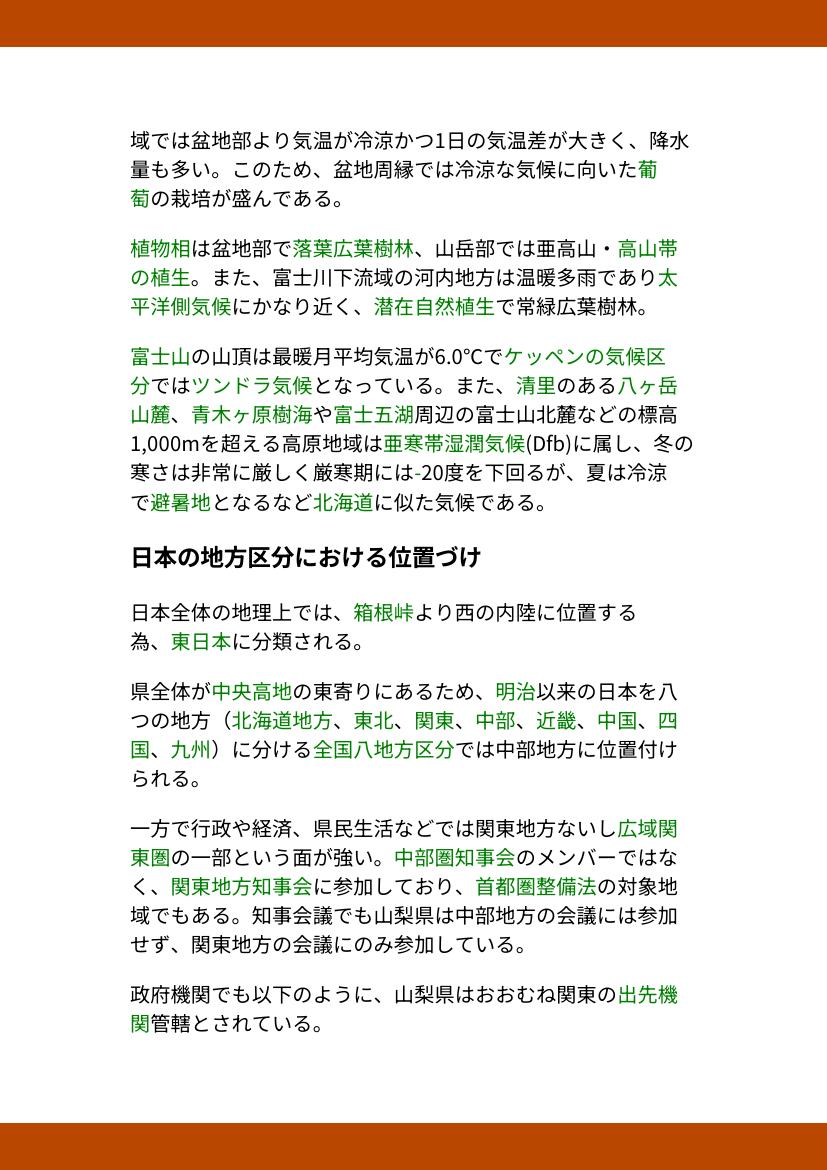 域では盆地部より気温が冷涼かつ1日の気温差が大きく、降水
量も多い。このため、盆地周縁では冷涼な気候に向いた葡
萄の栽培が盛んである。
植物相は盆地部で落葉広葉樹林、山岳部では亜高山・高山帯
の植生。また、富士川下流域の河内地方は温暖多雨であり太
平洋側気候にかなり近く、潜在自然植生で常緑広葉樹林。
富士山の山頂は最暖月平均気温が6.0℃でケッペンの気候区
分ではツンドラ気候となっている。また、清里のある八ヶ岳
山麓、青木ヶ原樹海や富士五湖周辺の富士山北麓などの標高
1,000mを超える高原地域は亜寒帯湿潤気候(Dfb)に属し、冬の
寒さは非常に厳しく厳寒期には-20度を下回るが、夏は冷涼
で避暑地となるなど北海道に似た気候である。
日本の地方区分における位置づけ
日本全体の地理上では、箱根峠より西の内陸に位置する
為、東日本に分類される。
県全体が中央高地の東寄りにあるため、明治以来の日本を八
つの地方（北海道地方、東北、関東、中部、近畿、中国、四
国、九州）に分ける全国八地方区分では中部地方に位置付け
られる。
一方で行政や経済、県民生活などでは関東地方ないし広域関
東圏の一部という面が強い。中部圏知事会のメンバーではな
く、関東地方知事会に参加しており、首都圏整備法の対象地
域でもある。知事会議でも山梨県は中部地方の会議には参加
せず、関東地方の会議にのみ参加している。
政府機関でも以下のように、山梨県はおおむね関東の出先機
関管轄とされている。